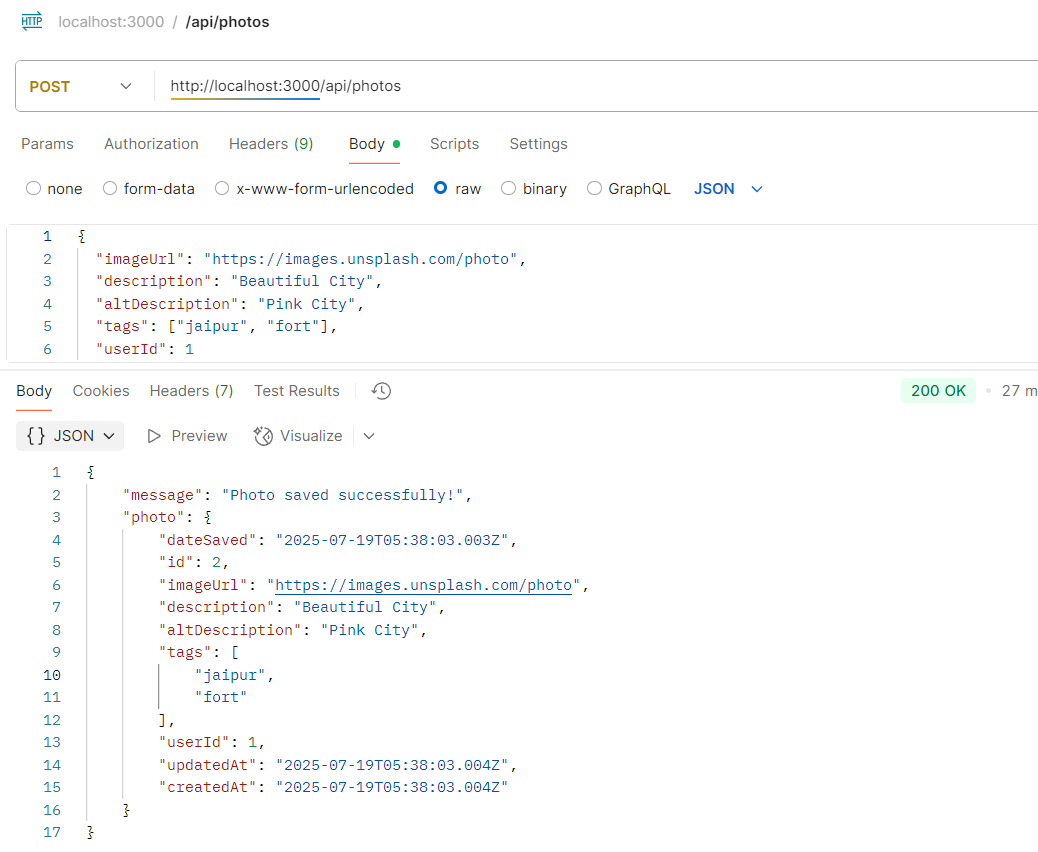 HTTP localhost:3000 / /api/photos
POST http://localhost:3000/api/photos
Params Authorization Headers (9) Body Scripts Settings
none form-data x-www-form-urlencoded raw binary GraphQL JSON
1 {
2 "imageUrl": "https://images.unsplash.com/photo",
3 "description": "Beautiful City",
4 "altDescription": "Pink City",
5 "tags": ["jaipur", "fort"],
6 "userId": 1
Body Cookies Headers (7) Test Results 200 OK 27 m
{} JSON Preview Visualize
1 {
2 "message": "Photo saved successfully!",
3 "photo": {
4 "dateSaved": "2025-07-19T05:38:03.003Z",
5 "id": 2,
6 "imageUrl": "https://images.unsplash.com/photo",
7 "description": "Beautiful City",
8 "altDescription": "Pink City",
9 "tags": [
10 "jaipur",
11 "fort"
12 ],
13 "userId": 1,
14 "updatedAt": "2025-07-19T05:38:03.004Z",
15 "createdAt": "2025-07-19T05:38:03.004Z"
16 }
17 }